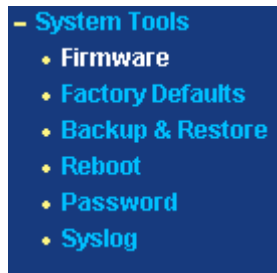 – System Tools
• Firmware
• Factory Defaults
• Backup & Restore
• Reboot
• Password
• Syslog